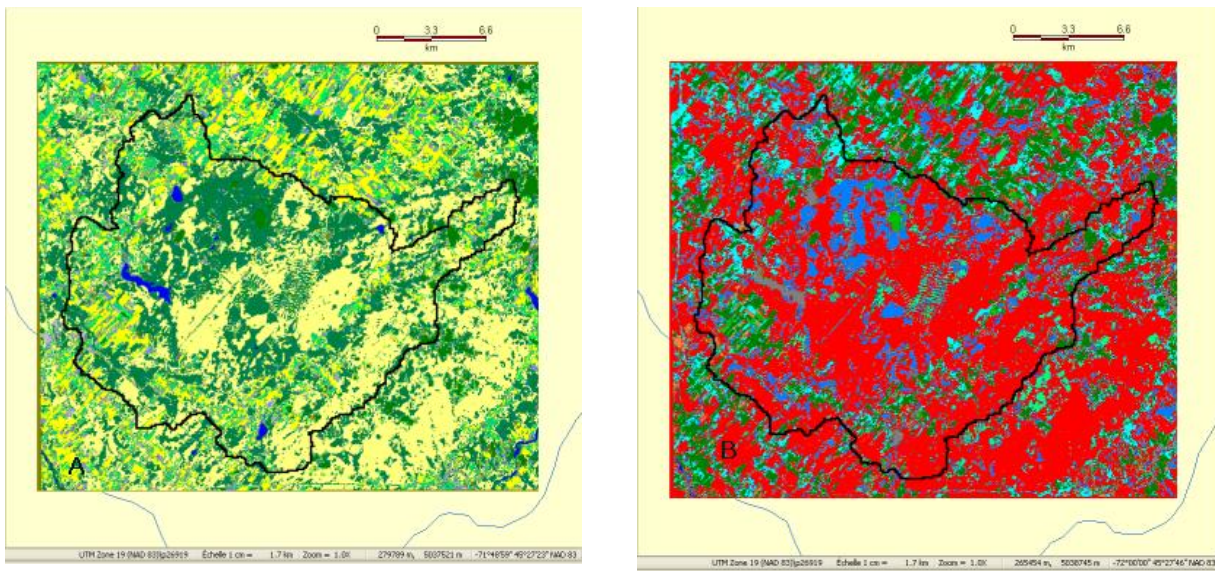 0 3.3 6.6
km
A
UTM Zone 19 (NAD 83)|p26919 Échelle 1 cm = 1.7 km Zoom = 1.0X 279789 m, 5037521 m -71°48'59" 45°27'23" NAD 83
0 3.3 6.6
km
B
UTM Zone 19 (NAD 83)|p26919 Échelle 1 cm = 1.7 km Zoom = 1.0X 265454 m, 5038745 m -72°00'00" 45°27'46" NAD 83